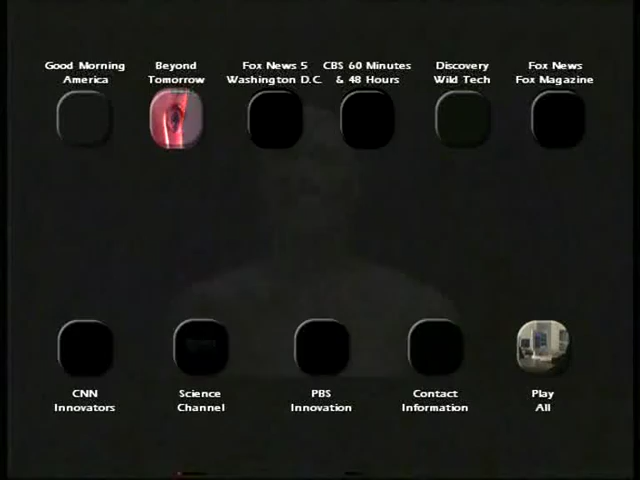 Good Morning
America
Beyond
Tomorrow
Fox News 5
Washington D.C.
CBS 60 Minutes
& 48 Hours
Discovery
Wild Tech
Fox News
Fox Magazine
CNN
Innovators
Science
Channel
PBS
Innovation
Contact
Information
Play
All